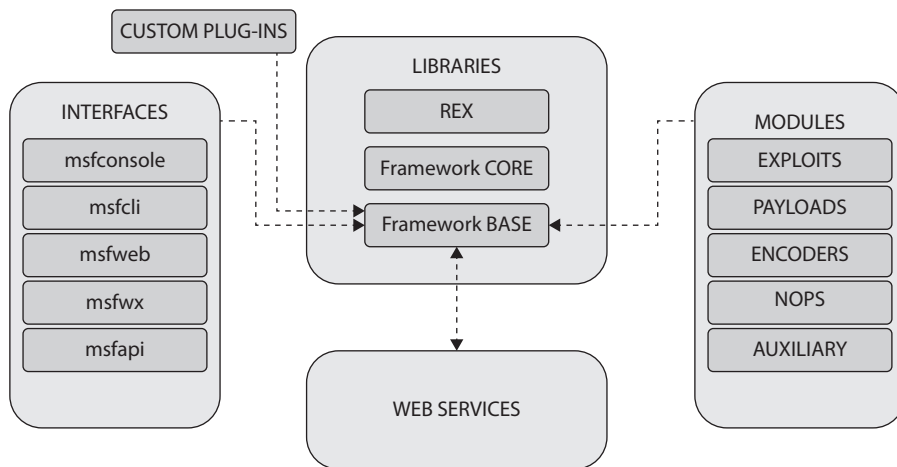 CUSTOM PLUG-INS
INTERFACES
msfconsole
msfcli
msfweb
msfwx
msfapi
LIBRARIES
REX
Framework CORE
Framework BASE
WEB SERVICES
MODULES
EXPLOITS
PAYLOADS
ENCODERS
NOPS
AUXILIARY